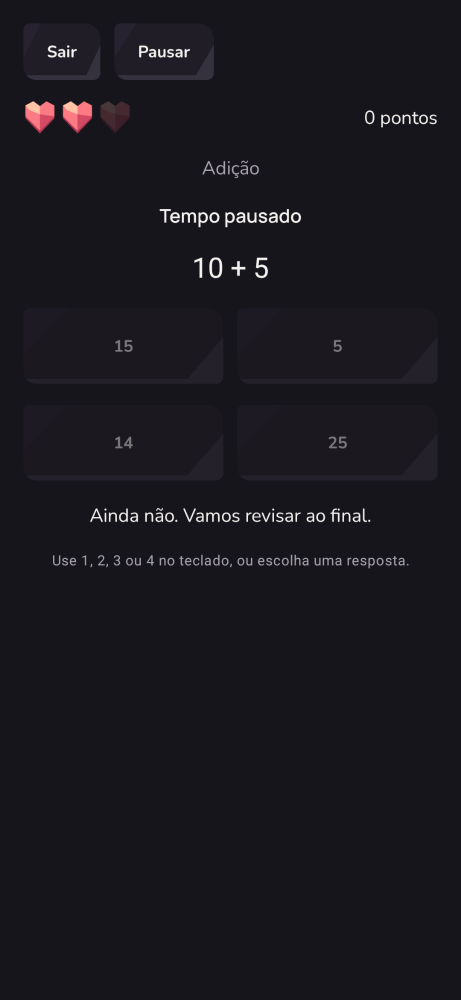 Sair Pausar
0 pontos
Adição
Tempo pausado
10 + 5
15 5
14 25
Ainda não. Vamos revisar ao final.
Use 1, 2, 3 ou 4 no teclado, ou escolha uma resposta.